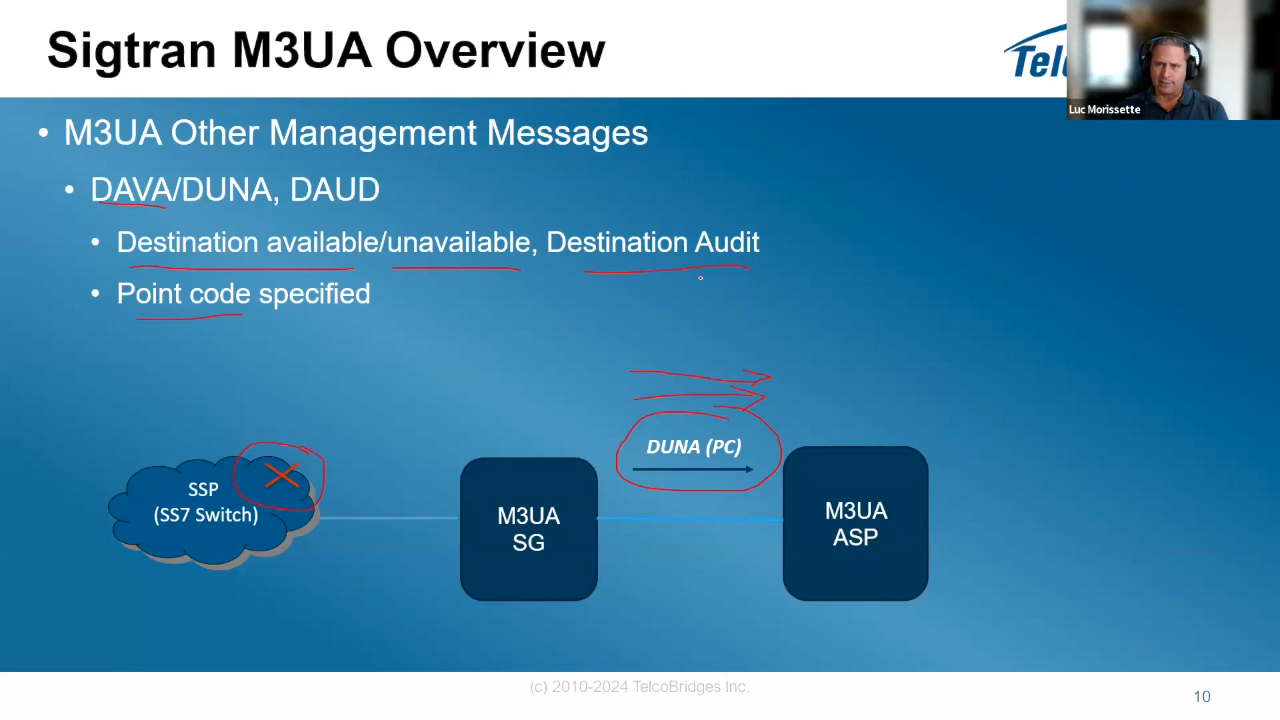 Sigtran M3UA Overview
Luc Morissette
• M3UA Other Management Messages
• DAVA/DUNA, DAUD
• Destination available/unavailable, Destination Audit
• Point code specified
DUNA (PC)
SSP
(SS7 Switch)
M3UA
SG
M3UA
ASP
(c) 2010-2024 TelcoBridges Inc.
10